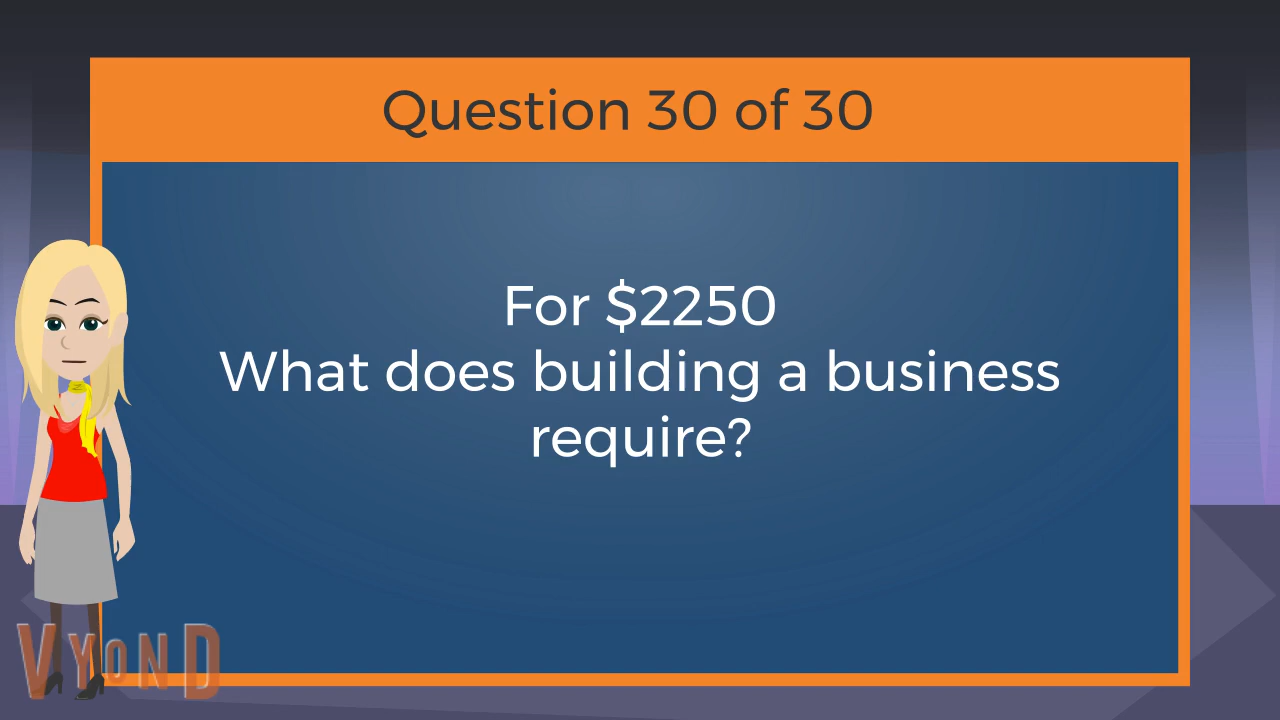 Question 30 of 30
For $2250
What does building a business
require?
VYOND